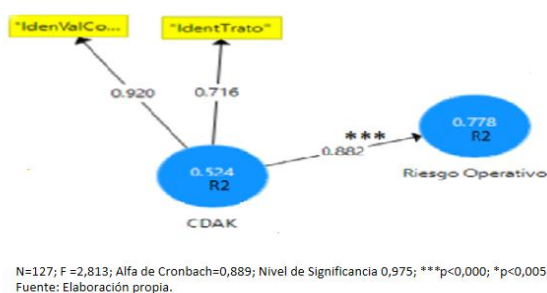 "IdenValCo...
"IdentTrato"
0.920
0.716
***
0.882
0.778
R2
Riesgo Operativo
0.524
R2
CDAK
N=127; F =2,813; Alfa de Cronbach=0,889; Nivel de Significancia 0,975; ***p<0,000; *p<0,005
Fuente: Elaboración propia.